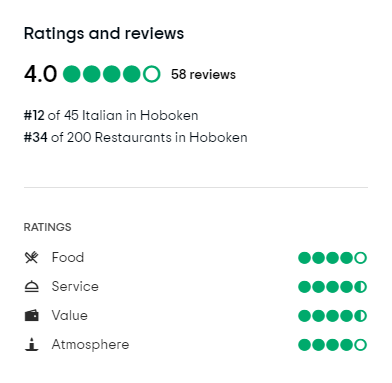 Ratings and reviews
4.0 58 reviews
#12 of 45 Italian in Hoboken
#34 of 200 Restaurants in Hoboken
RATINGS
Food
Service
Value
Atmosphere